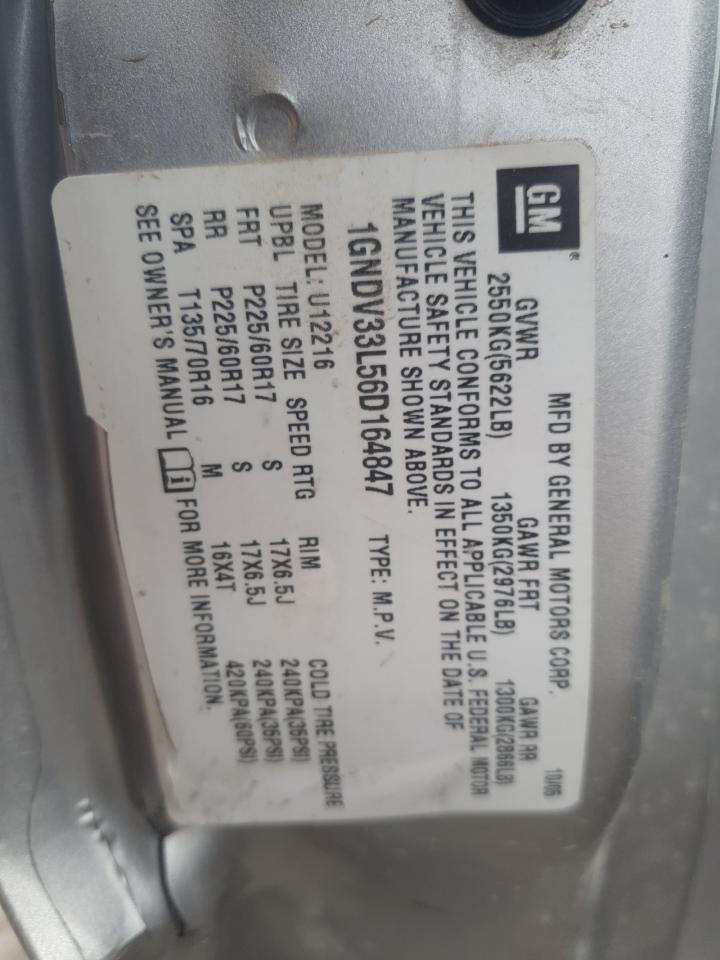 GM®
MFD BY GENERAL MOTORS CORP. 10/05
GVWR GAWR FRT GAWR RR
2550KG(5622LB) 1350KG(2976LB) 1300KG(2866LB)
THIS VEHICLE CONFORMS TO ALL APPLICABLE U.S. FEDERAL MOTOR
VEHICLE SAFETY STANDARDS IN EFFECT ON THE DATE OF
MANUFACTURE SHOWN ABOVE.
1GNDV33L56D164847 TYPE: M.P.V.
MODEL: U12216
UPBL TIRE SIZE SPEED RTG RIM COLD TIRE PRESSURE
FRT P225/60R17 S 17X6.5J 240KPA(35PSI)
RR P225/60R17 S 17X6.5J 240KPA(35PSI)
SPA T135/70R16 M 16X4T 420KPA(60PSI)
SEE OWNER'S MANUAL i FOR MORE INFORMATION.